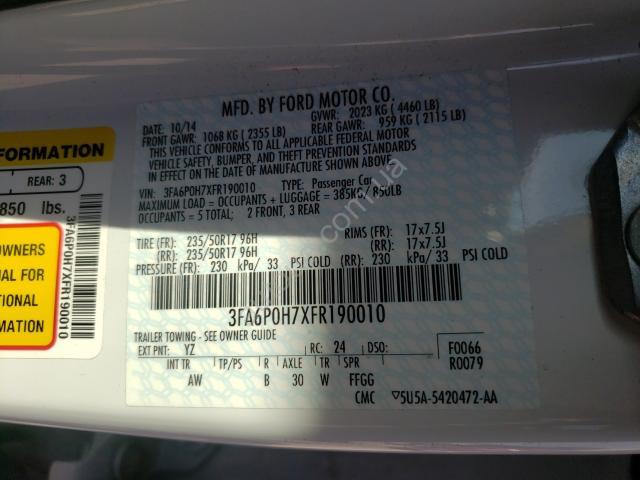 MFD. BY FORD MOTOR CO.
DATE: 10/14 GVWR: 2023 KG ( 4460 LB)
FRONT GAWR: 1068 KG ( 2355 LB) REAR GAWR: 959 KG ( 2115 LB)
THIS VEHICLE CONFORMS TO ALL APPLICABLE FEDERAL MOTOR
VEHICLE SAFETY, BUMPER, AND THEFT PREVENTION STANDARDS
IN EFFECT ON THE DATE OF MANUFACTURE SHOWN ABOVE.
VIN: 3FA6P0H7XFR190010 TYPE: Passenger Car
MAXIMUM LOAD = OCCUPANTS + LUGGAGE = 385KG / 850LB
OCCUPANTS = 5 TOTAL; 2 FRONT, 3 REAR
TIRE (FR): 235/50R17 96H RIMS (FR): 17x7.5J
(RR): 235/50R17 96H (RR): 17x7.5J
PRESSURE (FR): 230 kPa/ 33 PSI COLD (RR): 230 kPa/ 33 PSI COLD
3FA6P0H7XFR190010
TRAILER TOWING - SEE OWNER GUIDE
EXT PNT: YZ RC: 24 DSO: F0066
INT TR TP/PS R AXLE TR SPR R0079
AW B 30 W FFGG
CMC ▽5U5A-5420472-AA
FORMATION
REAR: 3
850 lbs.
OWNERS
UAL FOR
ITIONAL
MATION
3FA6P0H7XFR190010